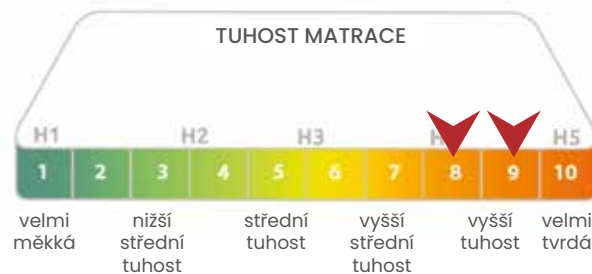 TUHOST MATRACE
H1 H2 H3 H5
1 2 3 4 5 6 7 8 9 10
velmi měkká
nižší střední tuhost
střední tuhost
vyšší střední tuhost
vyšší tuhost
velmi tvrdá